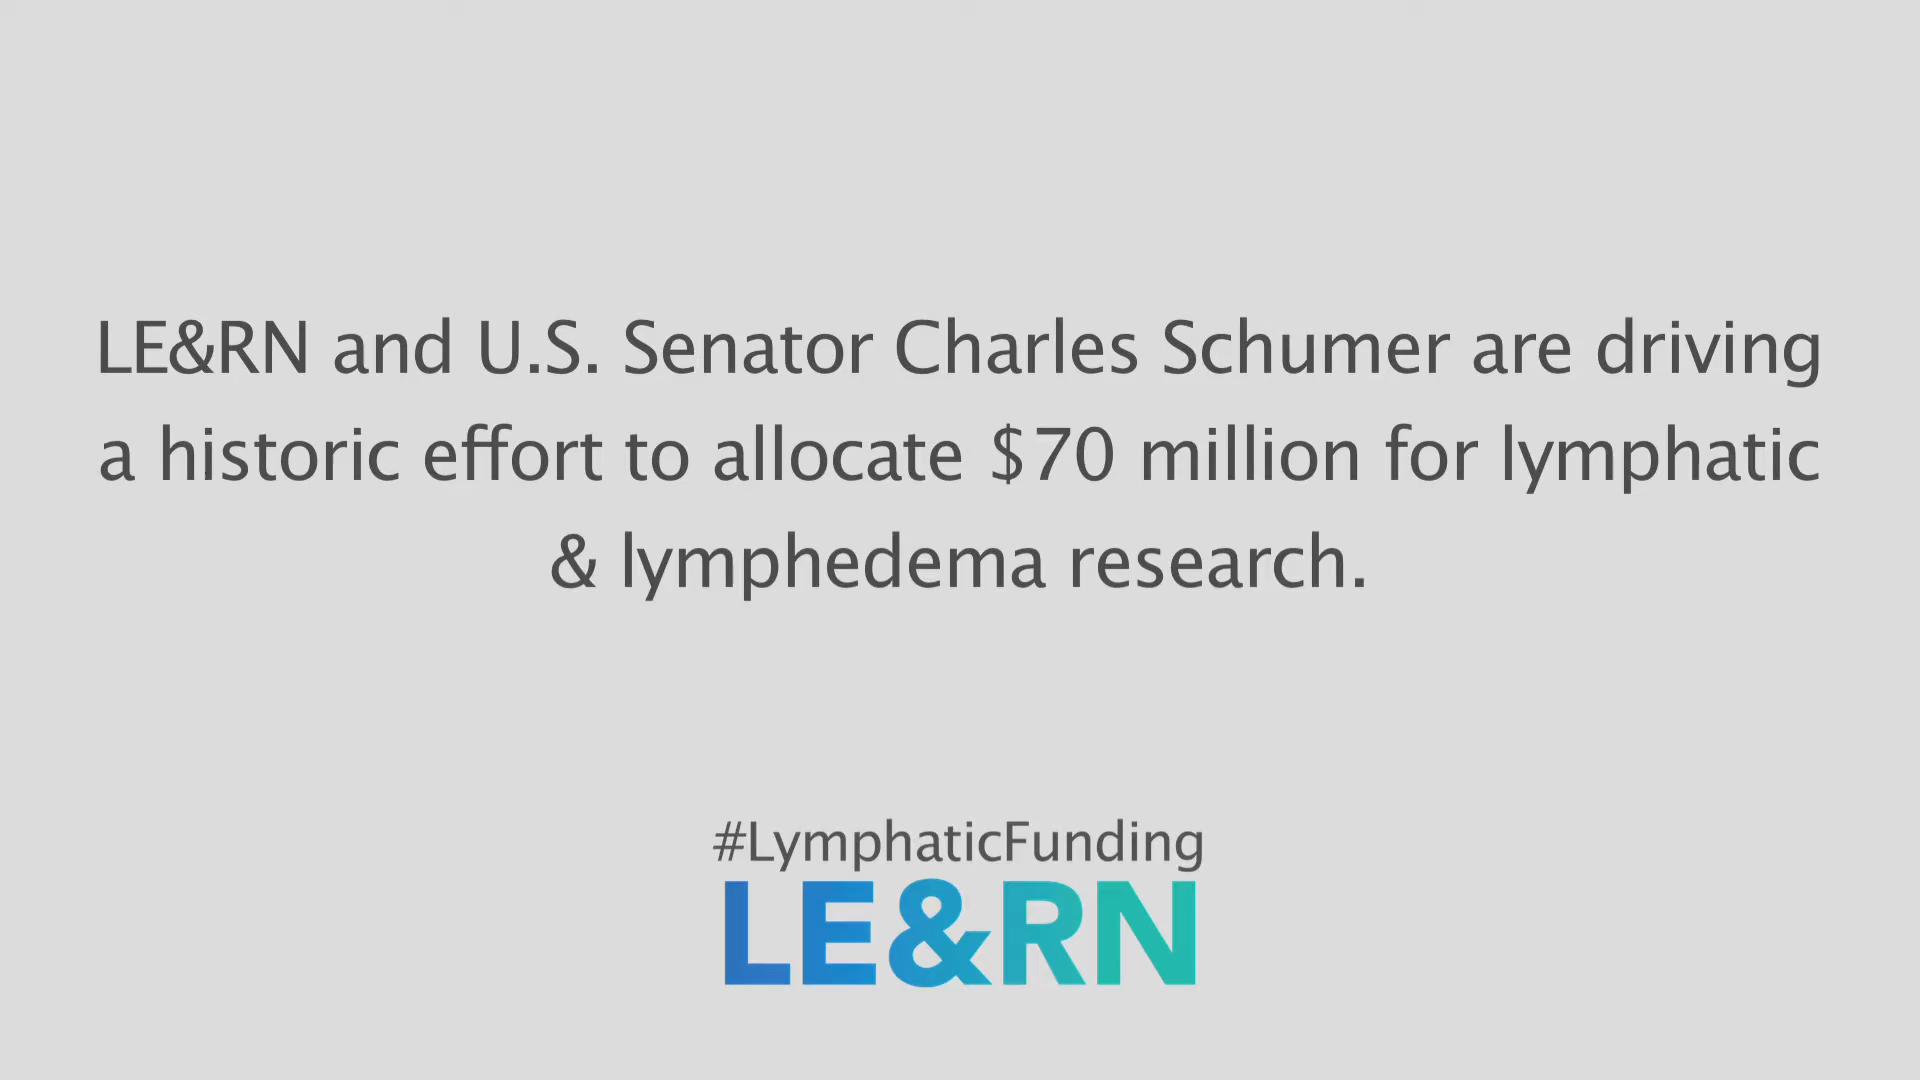 LE&RN and U.S. Senator Charles Schumer are driving
a historic effort to allocate $70 million for lymphatic
& lymphedema research.
#LymphaticFunding
LE&RN